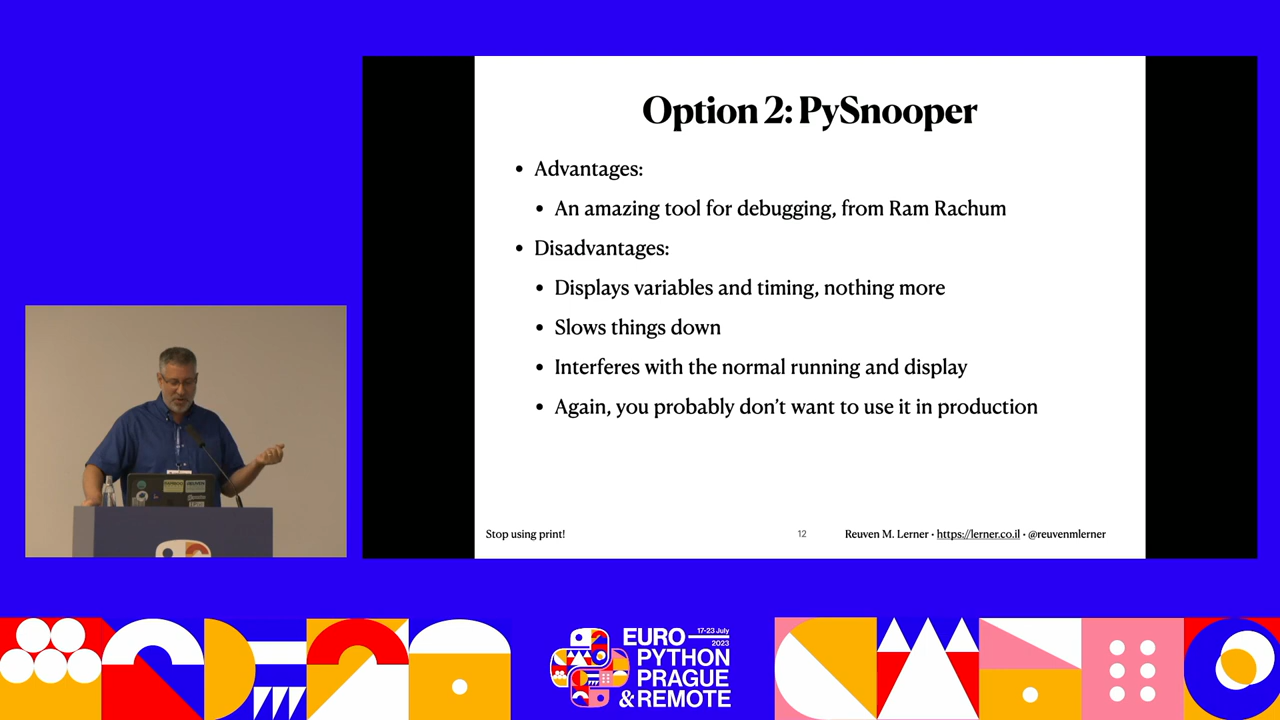 Option 2: PySnooper
• Advantages:
• An amazing tool for debugging, from Ram Rachum
• Disadvantages:
• Displays variables and timing, nothing more
• Slows things down
• Interferes with the normal running and display
• Again, you probably don’t want to use it in production
Stop using print!
12
Reuven M. Lerner • https://lerner.co.il • @reuvenmlerner
17-23 July
2023
EURO
PYTHON
PRAGUE
& REMOTE